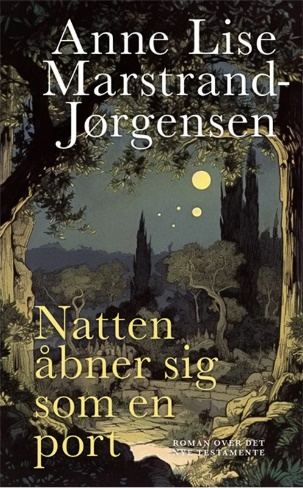 Anne Lise
Marstrand-
Jørgensen
Natten
åbner sig
som en
port
ROMAN OVER DET
NYE TESTAMENTE